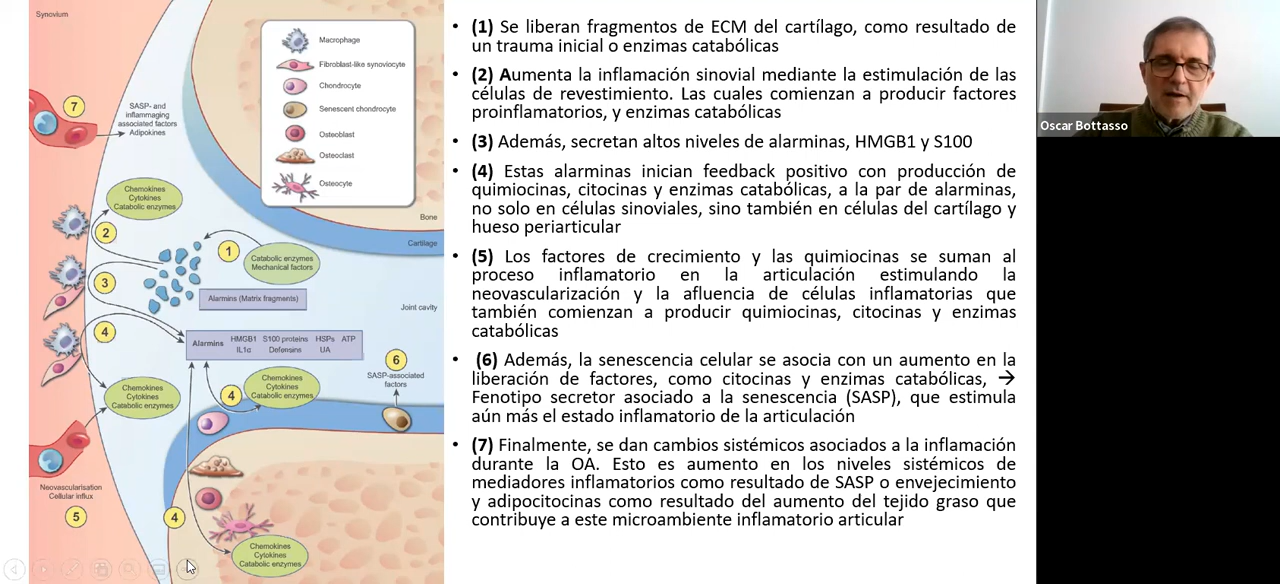 Synovium
Macrophage
Fibroblast-like synoviocyte
Chondrocyte
Senescent chondrocyte
Osteoblast
Osteoclast
Osteocyte
7
SASP- and
inflammaging
associated factors
Adipokines
Chemokines
Cytokines
Catabolic enzymes
2
Bone
Cartilage
1
Catabolic enzymes
Mechanical factors
3
Alarmins (Matrix fragments)
Joint cavity
4
Alarmins
HMGB1 S100 proteins HSPs ATP
IL1α Defensins UA
6
SASP-associated
factors
Chemokines
Cytokines
Catabolic enzymes
4
Chemokines
Cytokines
Catabolic enzymes
Neovascularisation
Cellular influx
5
4
Chemokines
Cytokines
Catabolic enzymes
• (1) Se liberan fragmentos de ECM del cartílago, como resultado de
un trauma inicial o enzimas catabólicas
• (2) Aumenta la inflamación sinovial mediante la estimulación de las
células de revestimiento. Las cuales comienzan a producir factores
proinflamatorios, y enzimas catabólicas
• (3) Además, secretan altos niveles de alarminas, HMGB1 y S100
• (4) Estas alarminas inician feedback positivo con producción de
quimiocinas, citocinas y enzimas catabólicas, a la par de alarminas,
no solo en células sinoviales, sino también en células del cartílago y
hueso periarticular
• (5) Los factores de crecimiento y las quimiocinas se suman al
proceso inflamatorio en la articulación estimulando la
neovascularización y la afluencia de células inflamatorias que
también comienzan a producir quimiocinas, citocinas y enzimas
catabólicas
• (6) Además, la senescencia celular se asocia con un aumento en la
liberación de factores, como citocinas y enzimas catabólicas, →
Fenotipo secretor asociado a la senescencia (SASP), que estimula
aún más el estado inflamatorio de la articulación
• (7) Finalmente, se dan cambios sistémicos asociados a la inflamación
durante la OA. Esto es aumento en los niveles sistémicos de
mediadores inflamatorios como resultado de SASP o envejecimiento
y adipocitocinas como resultado del aumento del tejido graso que
contribuye a este microambiente inflamatorio articular
Oscar Bottasso